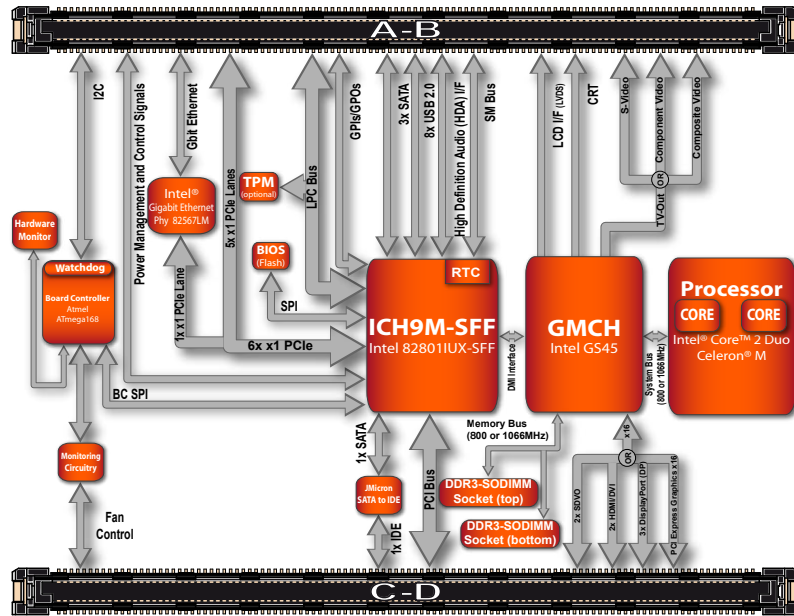 A-B
I2C
Power Management and Control Signals
Gbit Ethernet
5x x1 PCIe Lanes
LPC Bus
GPIs/GPOs
3x SATA
8x USB 2.0
High Definition Audio (HDA) I/F
SM Bus
LCD I/F (LVDS)
CRT
S-Video
Component Video
Composite Video
OR
TV-Out
Intel®
Gigabit Ethernet
Phy 82567LM
TPM
(optional)
Hardware
Monitor
BIOS
(Flash)
SPI
Watchdog
Board Controller
Atmel
ATmega168
1x x1 PCIe Lane
6x x1 PCIe
BC SPI
RTC
ICH9M-SFF
Intel 82801IUX-SFF
DMI Interface
GMCH
Intel GS45
System Bus
(800 or 1066MHz)
Processor
CORE
CORE
Intel® Core™ 2 Duo
Celeron® M
Monitoring
Circuitry
Fan
Control
1x SATA
JMicron
SATA to IDE
1x IDE
PCI Bus
Memory Bus
(800 or 1066MHz)
DDR3-SODIMM
Socket (top)
DDR3-SODIMM
Socket (bottom)
x16
OR
2x SDVO
2x HDMI/DVI
3x DisplayPort (DP)
PCI Express Graphics x16
C-D